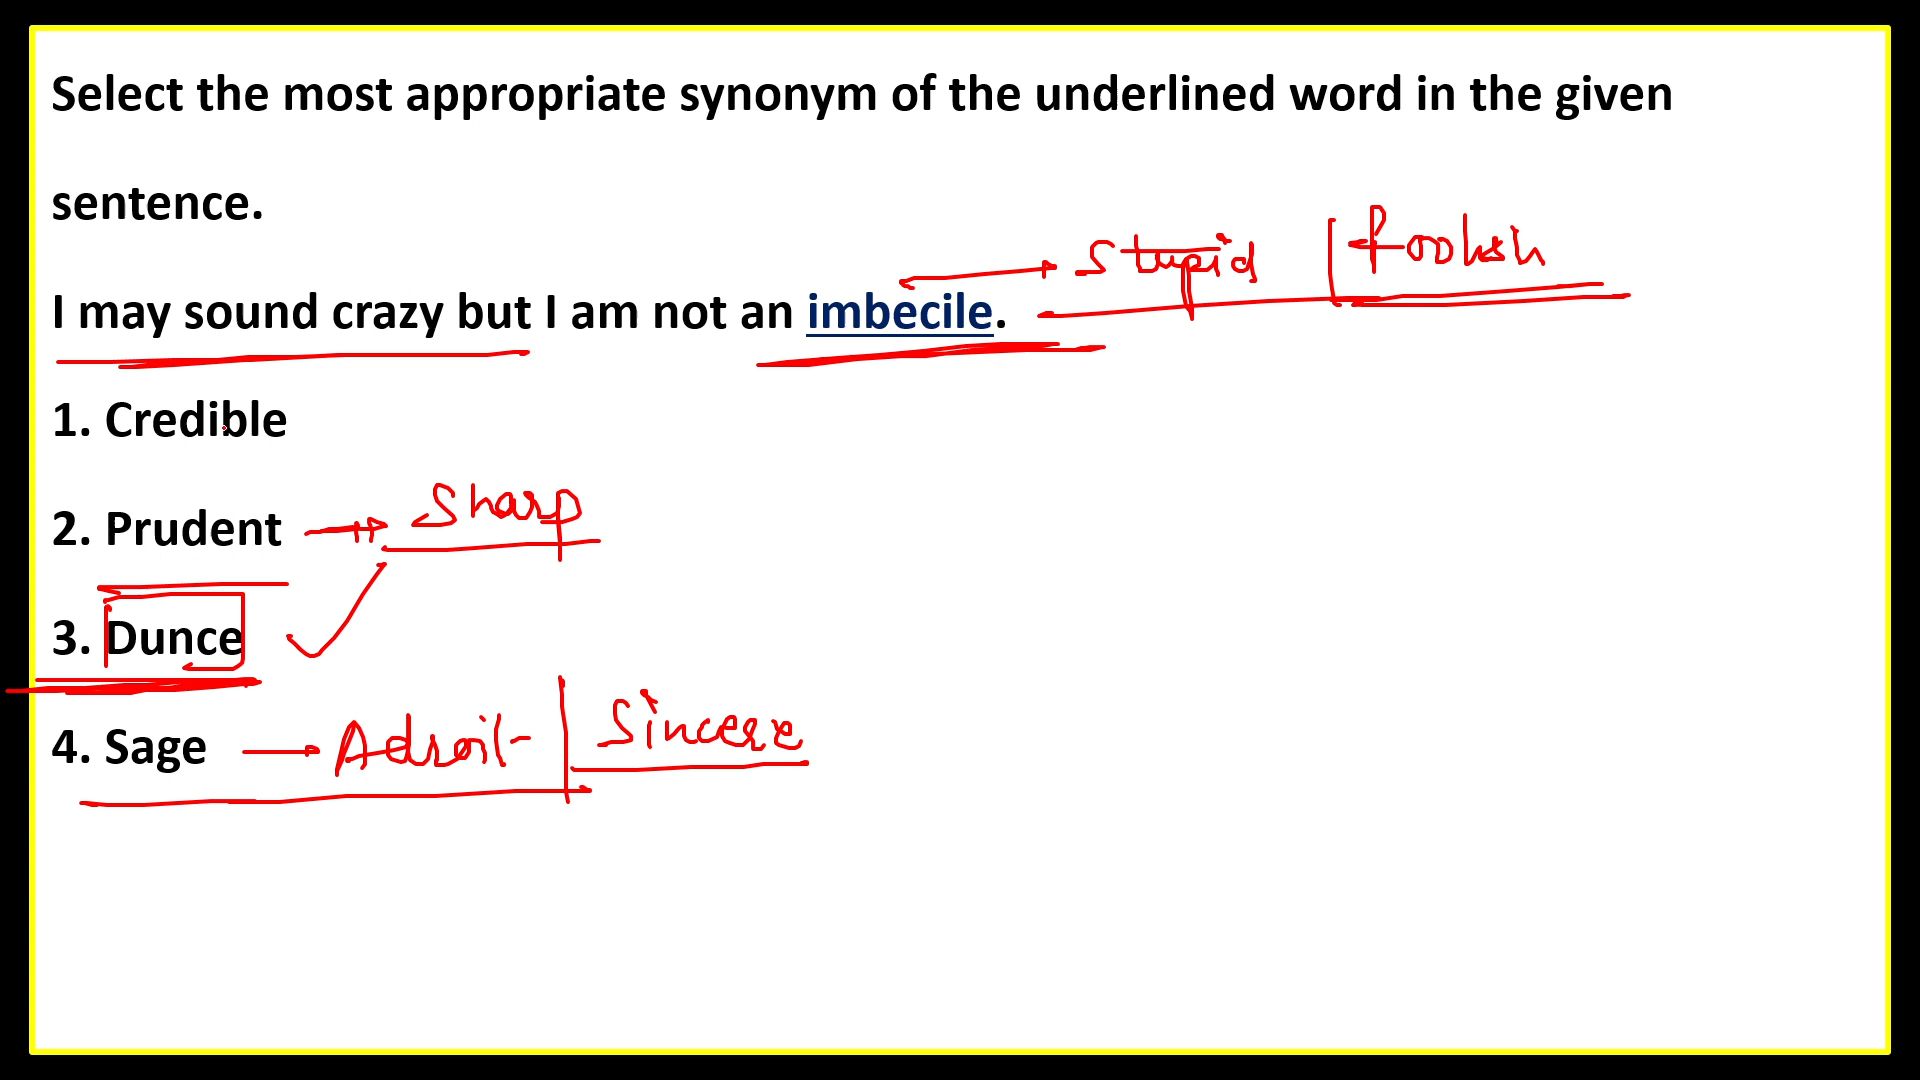 Select the most appropriate synonym of the underlined word in the given
sentence.
Stupid | foolish
I may sound crazy but I am not an imbecile.
1. Credible
2. Prudent → Sharp
3. Dunce
4. Sage → Adroit | Sincere